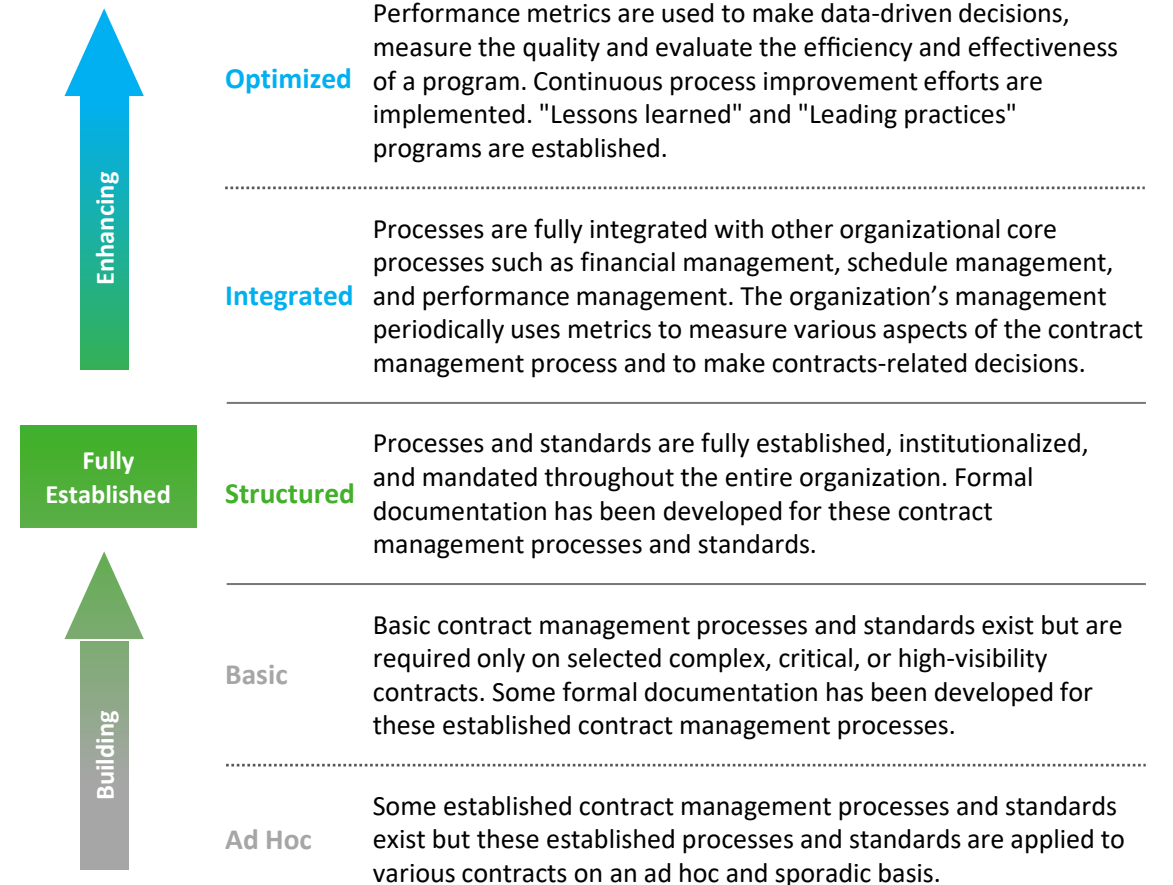 Performance metrics are used to make data-driven decisions,
measure the quality and evaluate the efficiency and effectiveness
Optimized
of a program. Continuous process improvement efforts are
implemented. "Lessons learned" and "Leading practices"
programs are established.
Enhancing
Processes are fully integrated with other organizational core
processes such as financial management, schedule management,
Integrated
and performance management. The organization’s management
periodically uses metrics to measure various aspects of the contract
management process and to make contracts-related decisions.
Fully
Established
Structured
Processes and standards are fully established, institutionalized,
and mandated throughout the entire organization. Formal
documentation has been developed for these contract
management processes and standards.
Building
Basic
Basic contract management processes and standards exist but are
required only on selected complex, critical, or high-visibility
contracts. Some formal documentation has been developed for
these established contract management processes.
Ad Hoc
Some established contract management processes and standards
exist but these established processes and standards are applied to
various contracts on an ad hoc and sporadic basis.